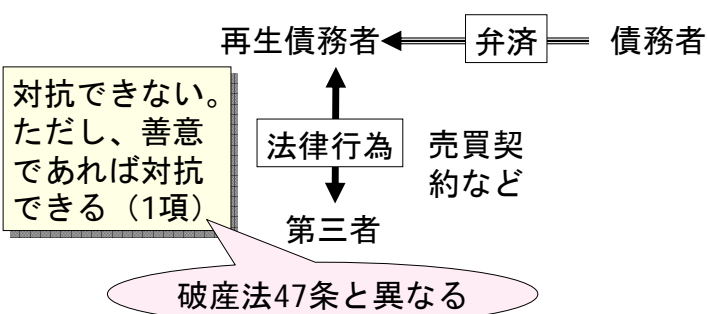 再生債務者
弁済
債務者
対抗できない。
ただし、善意
であれば対抗
できる（1項）
法律行為
売買契
約など
第三者
破産法47条と異なる